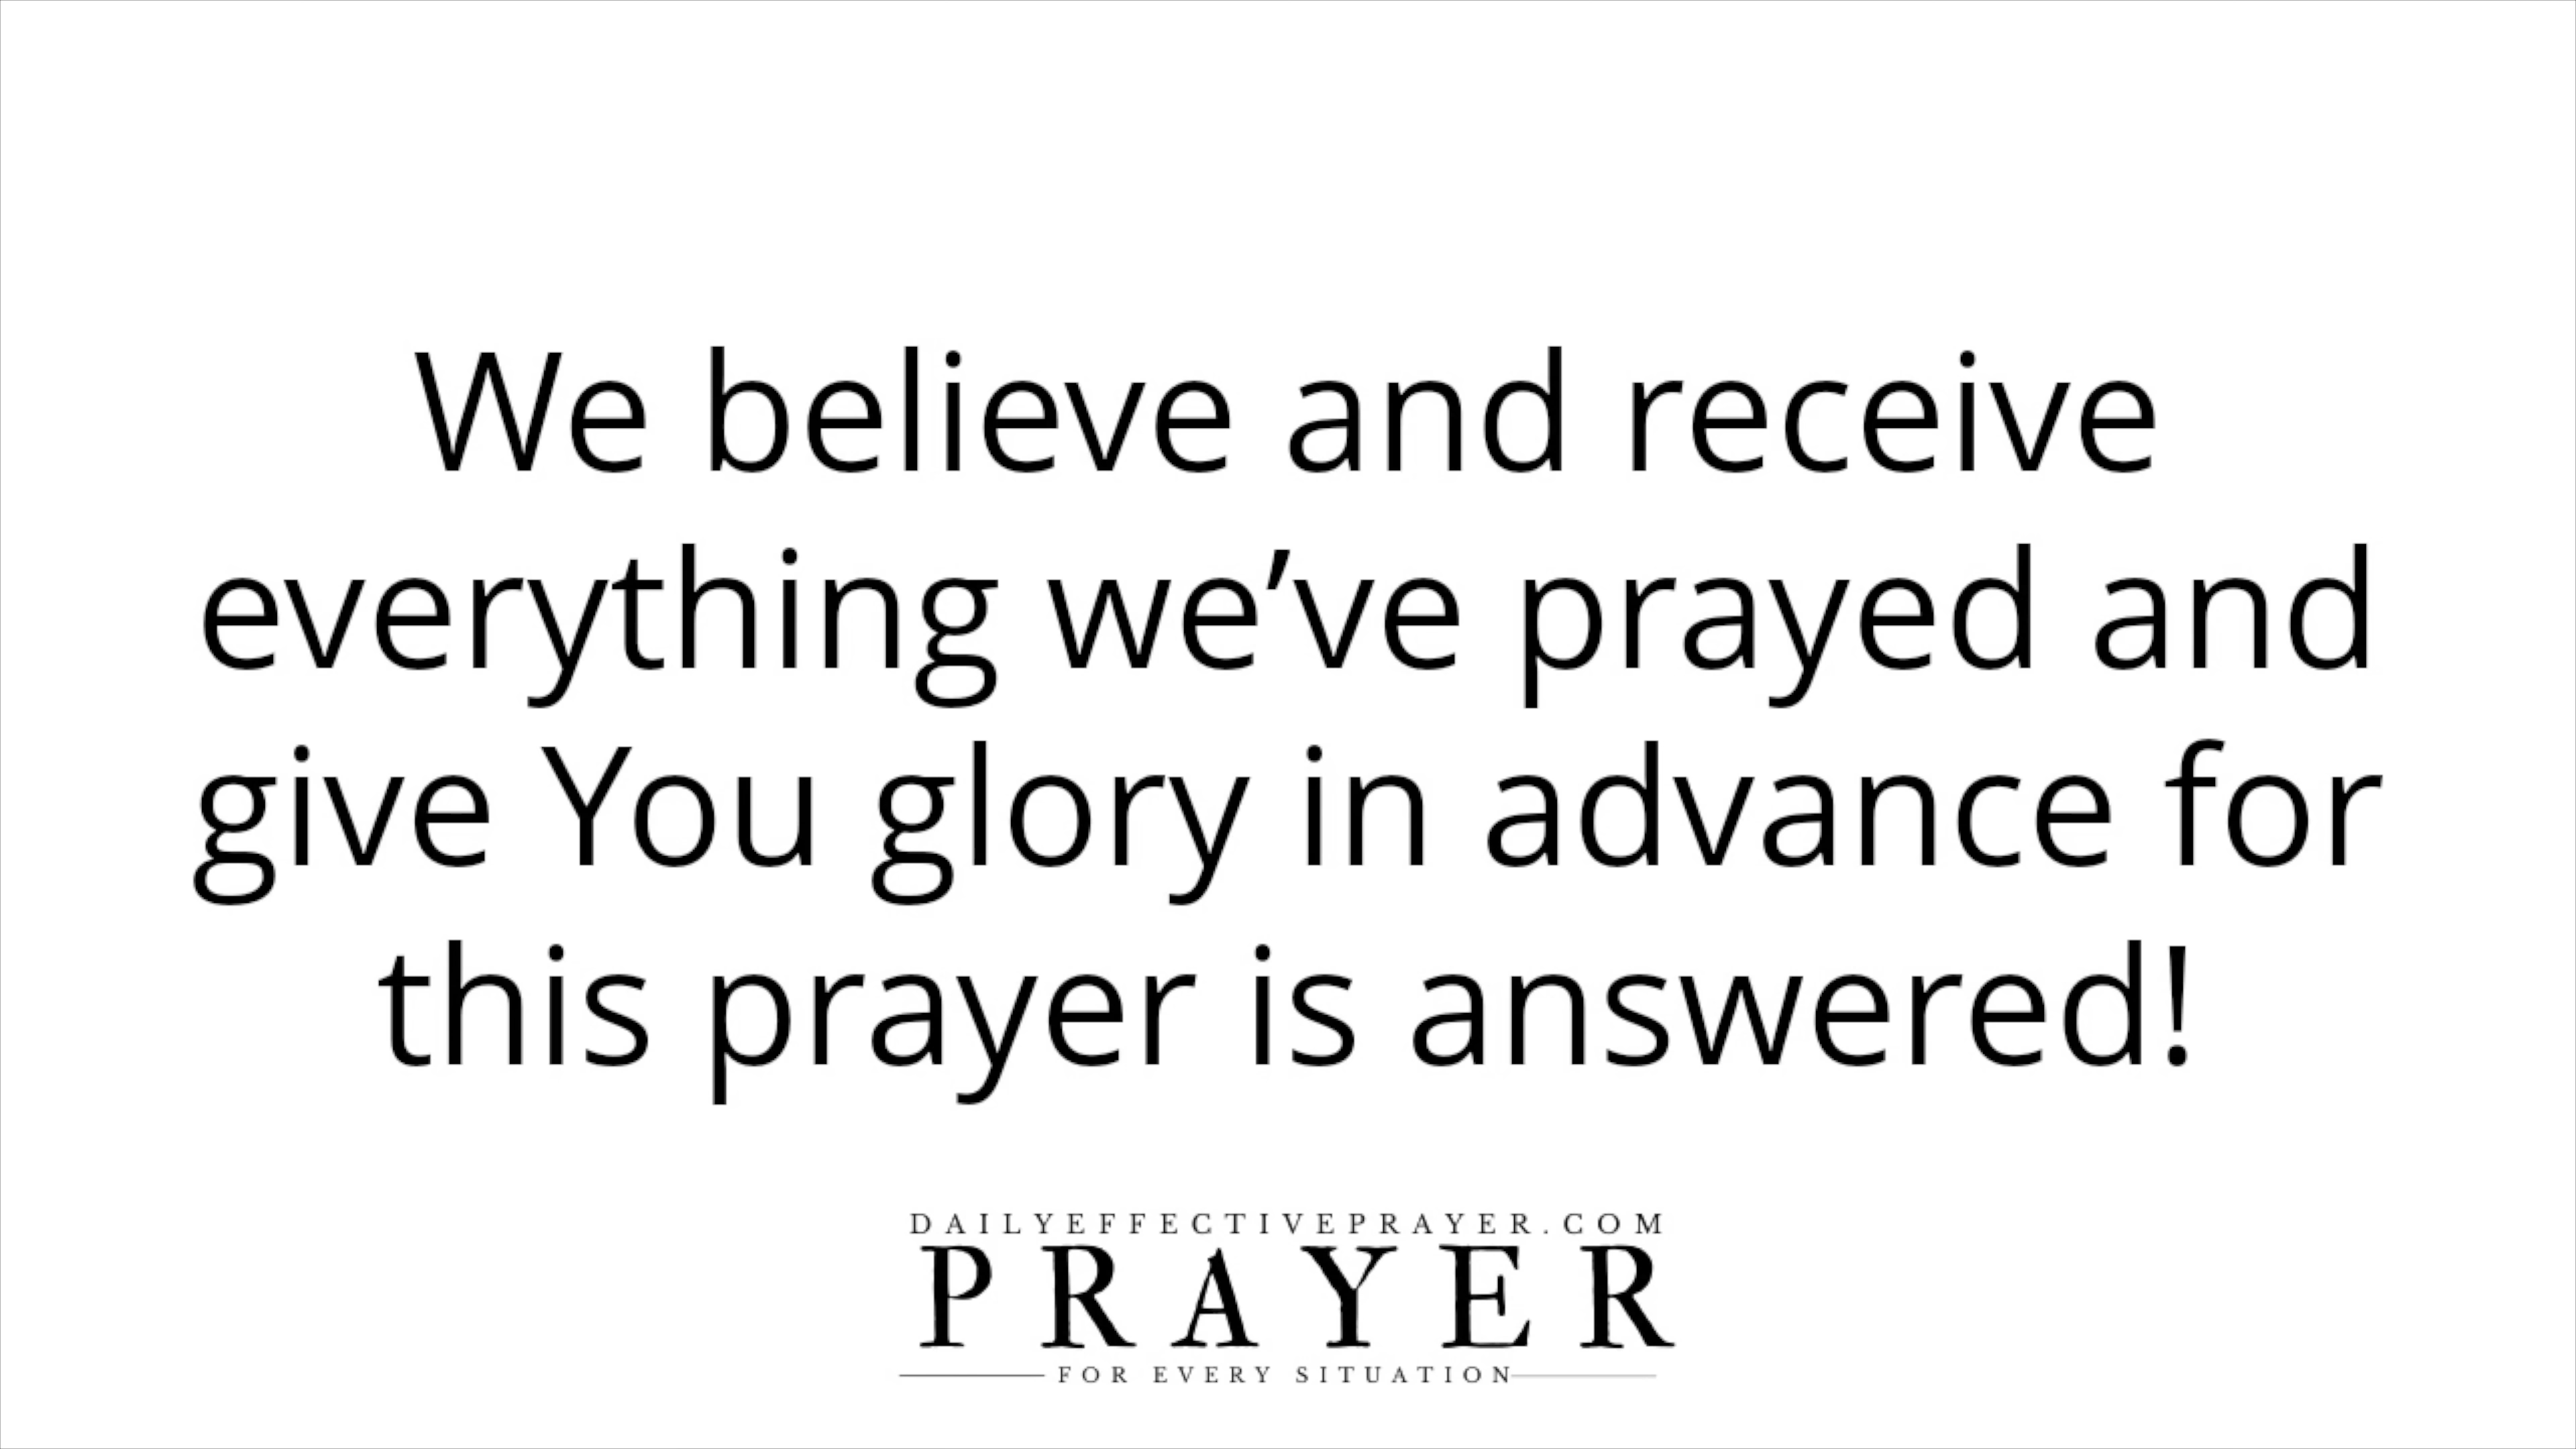 We believe and receive
everything we’ve prayed and
give You glory in advance for
this prayer is answered!
DAILYEFFECTIVEPRAYER.COM
PRAYER
FOR EVERY SITUATION